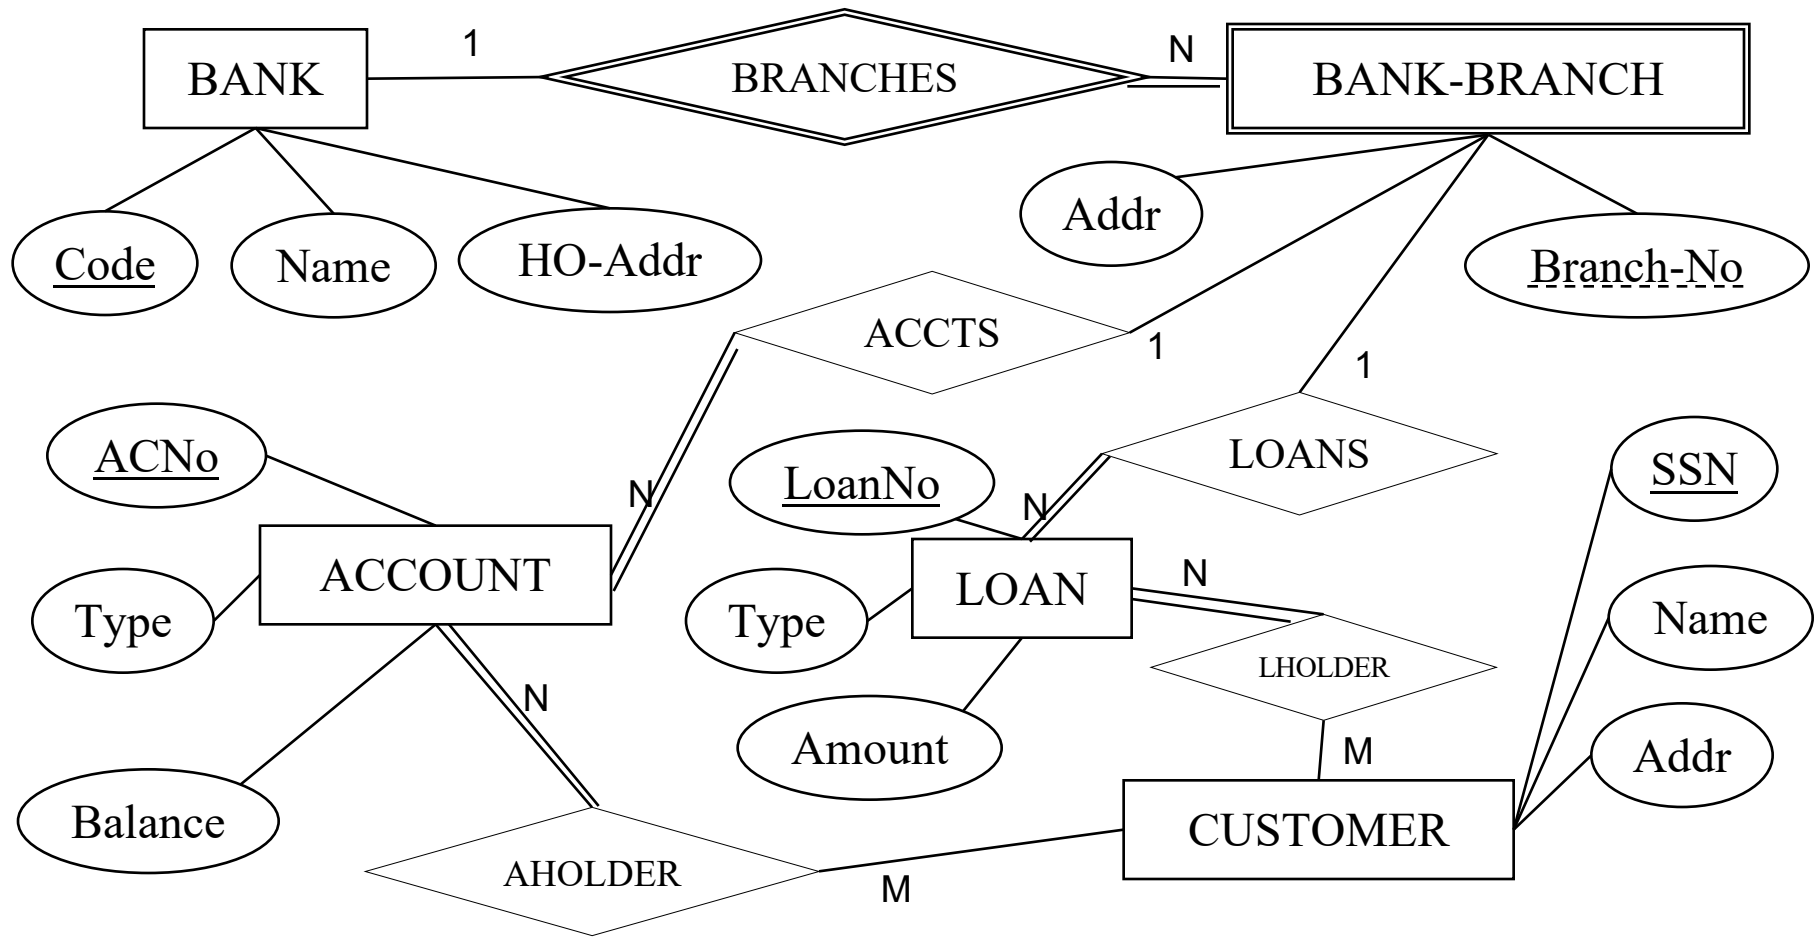 BANK
1
BRANCHES
N
BANK-BRANCH
Code
Name
HO-Addr
Addr
Branch-No
ACCTS
1
1
ACNo
N
LoanNo
N
LOANS
SSN
ACCOUNT
Type
LOAN
Type
N
LHOLDER
Name
N
Amount
M
Addr
Balance
AHOLDER
M
CUSTOMER